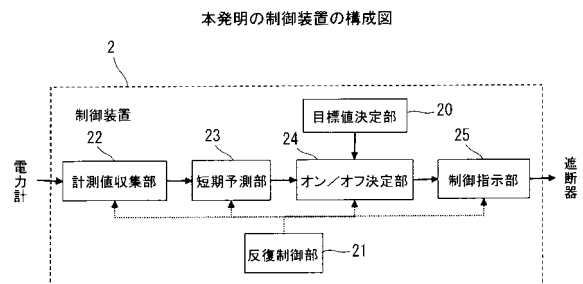 本発明の制御装置の構成図
2
制御装置
目標値決定部
20
22
23
24
25
電力計
計測値収集部
短期予測部
オン／オフ決定部
制御指示部
遮断器
反復制御部
21